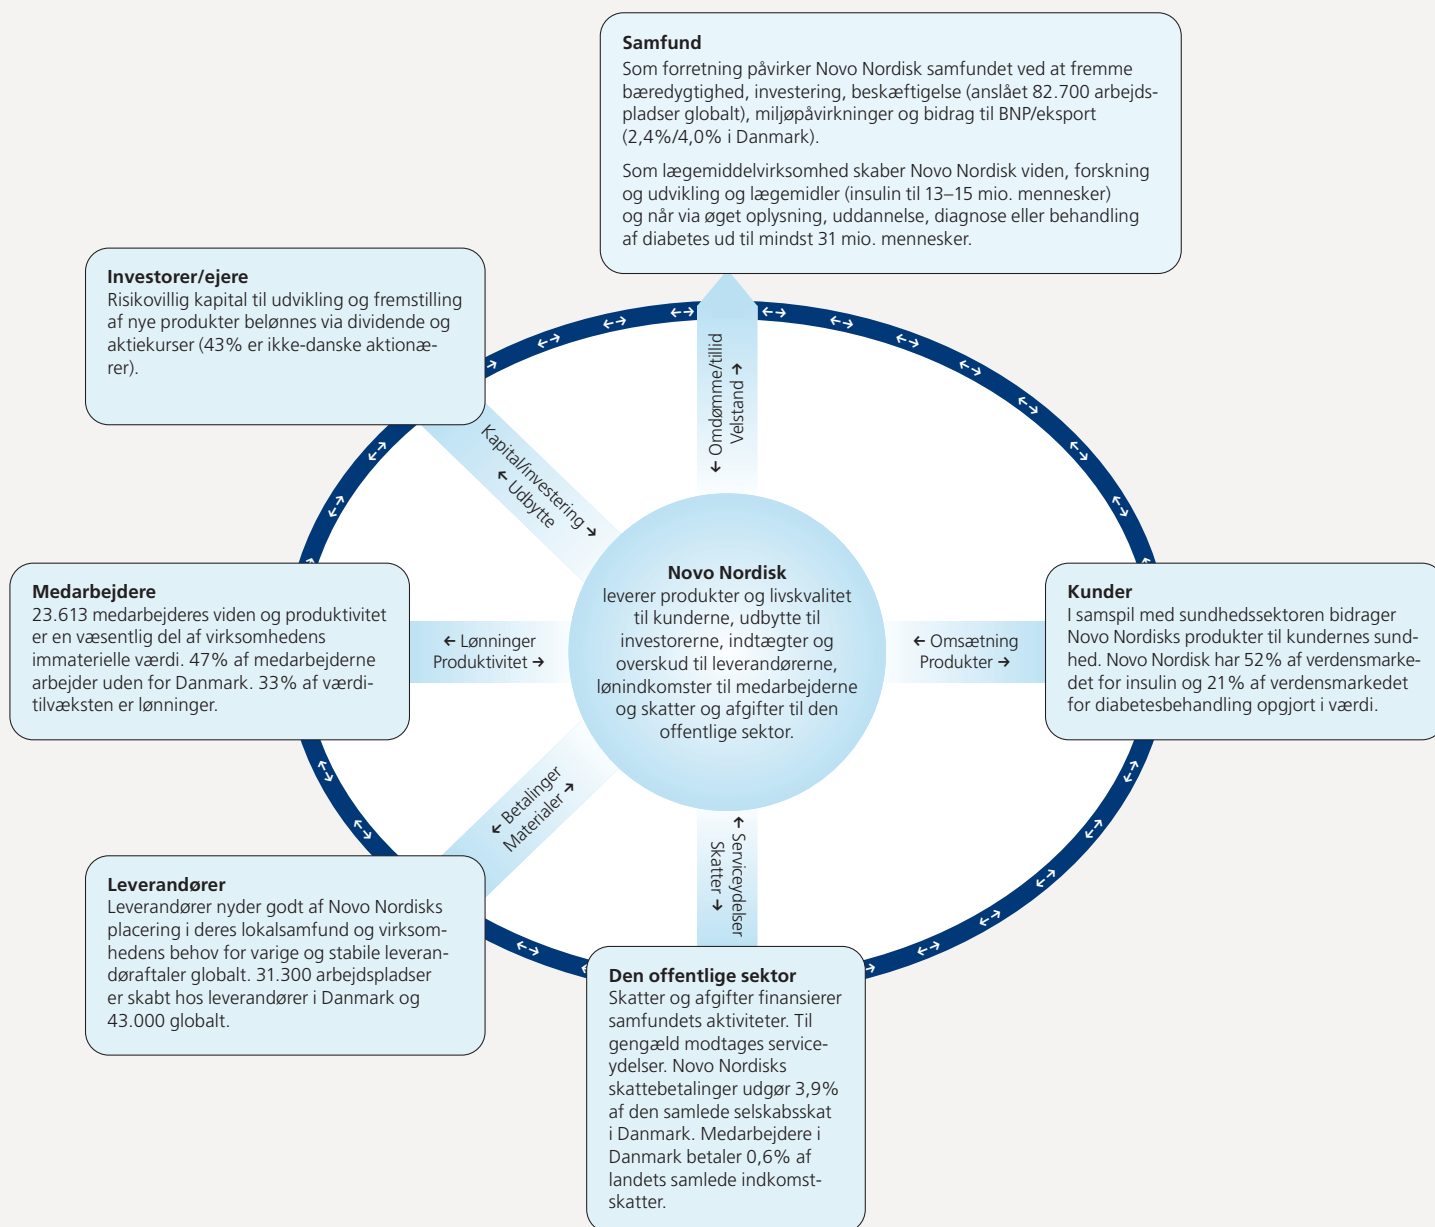 Samfund
Som forretning påvirker Novo Nordisk samfundet ved at fremme
bæredygtighed, investering, beskæftigelse (anslået 82.700 arbejds-
pladser globalt), miljøpåvirkninger og bidrag til BNP/eksport
(2,4%/4,0% i Danmark).
Som lægemiddelvirksomhed skaber Novo Nordisk viden, forskning
og udvikling og lægemidler (insulin til 13–15 mio. mennesker)
og når via øget oplysning, uddannelse, diagnose eller behandling
af diabetes ud til mindst 31 mio. mennesker.
Investorer/ejere
Risikovillig kapital til udvikling og fremstilling
af nye produkter belønnes via dividende og
aktiekurser (43% er ikke-danske aktionæ-
rer).
← Omdømme/tillid
Velstand →
Kapital/investering →
← Udbytte
Medarbejdere
23.613 medarbejderes viden og produktivitet
er en væsentlig del af virksomhedens
immaterielle værdi. 47% af medarbejderne
arbejder uden for Danmark. 33% af værdi-
tilvæksten er lønninger.
← Lønninger
Produktivitet →
Novo Nordisk
leverer produkter og livskvalitet
til kunderne, udbytte til
investorerne, indtægter og
overskud til leverandørerne,
lønindkomster til medarbejderne
og skatter og afgifter til den
offentlige sektor.
← Omsætning
Produkter →
Kunder
I samspil med sundhedssektoren bidrager
Novo Nordisks produkter til kundernes sund-
hed. Novo Nordisk har 52% af verdensmarke-
det for insulin og 21% af verdensmarkedet
for diabetesbehandling opgjort i værdi.
← Betalinger
Materialer →
← Serviceydelser
Skatter →
Leverandører
Leverandører nyder godt af Novo Nordisks
placering i deres lokalsamfund og virksom-
hedens behov for varige og stabile leveran-
døraftaler globalt. 31.300 arbejdspladser
er skabt hos leverandører i Danmark og
43.000 globalt.
Den offentlige sektor
Skatter og afgifter finansierer
samfundets aktiviteter. Til
gengæld modtages service-
ydelser. Novo Nordisks
skattebetalinger udgør 3,9%
af den samlede selskabsskat
i Danmark. Medarbejdere i
Danmark betaler 0,6% af
landets samlede indkomst-
skatter.